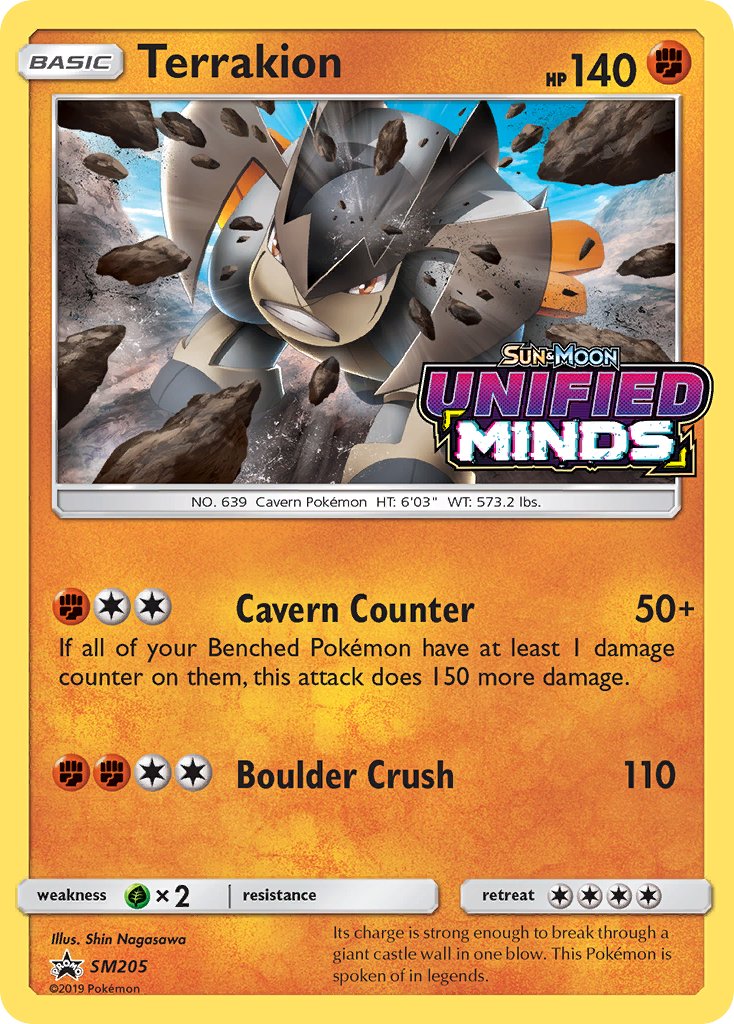 BASIC Terrakion HP 140
SUN & MOON
UNIFIED
MINDS
NO. 639 Cavern Pokémon HT: 6'03" WT: 573.2 lbs.
Cavern Counter 50+
If all of your Benched Pokémon have at least 1 damage
counter on them, this attack does 150 more damage.
Boulder Crush 110
weakness × 2 resistance retreat
Illus. Shin Nagasawa
PROMO SM205
©2019 Pokémon
Its charge is strong enough to break through a
giant castle wall in one blow. This Pokémon is
spoken of in legends.